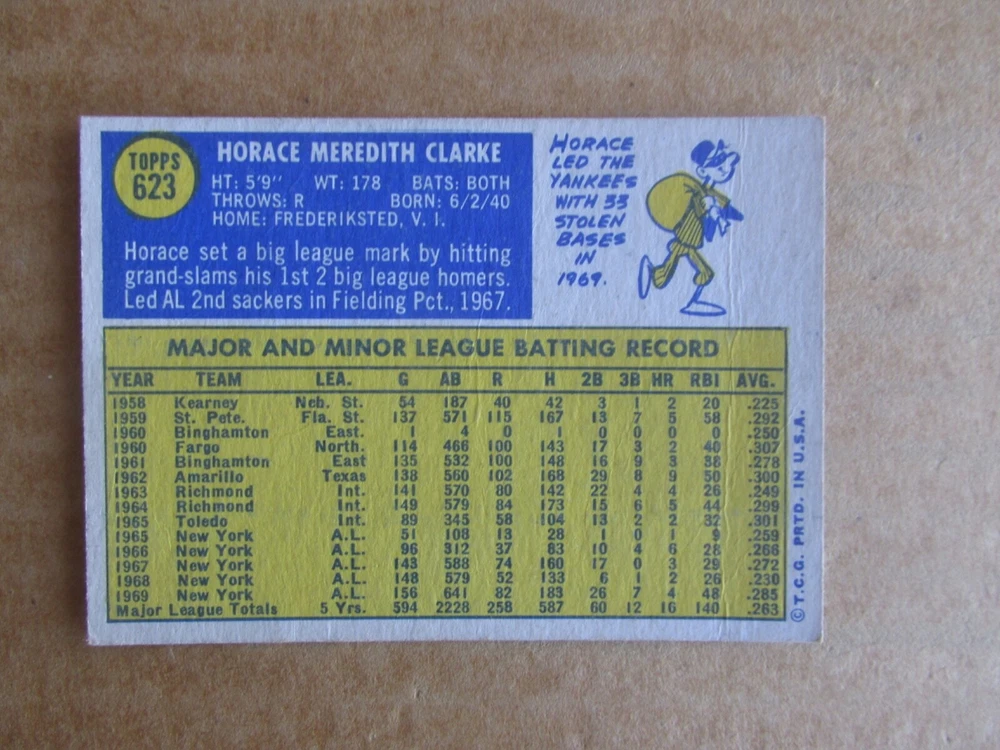 TOPPS
623
HORACE MEREDITH CLARKE
HT: 5'9" WT: 178 BATS: BOTH
THROWS: R BORN: 6/2/40
HOME: FREDERIKSTED, V. I.
Horace set a big league mark by hitting
grand-slams his 1st 2 big league homers.
Led AL 2nd sackers in Fielding Pct., 1967.
HORACE
LED THE
YANKEES
WITH 33
STOLEN
BASES
IN
1969.
MAJOR AND MINOR LEAGUE BATTING RECORD
YEAR TEAM LEA. G AB R H 2B 3B HR RBI AVG.
1958 Kearney Neb. St. 54 187 40 42 3 1 2 20 .225
1959 St. Pete. Fla. St. 137 571 115 167 13 7 5 58 .292
1960 Binghamton East. 1 4 0 1 0 0 0 0 .250
1960 Fargo North. 114 466 100 143 17 3 2 40 .307
1961 Binghamton East 135 532 100 148 16 9 3 38 .278
1962 Amarillo Texas 138 560 102 168 29 8 9 50 .300
1963 Richmond Int. 141 570 80 142 22 4 4 26 .249
1964 Richmond Int. 149 579 84 173 15 6 5 44 .299
1965 Toledo Int. 89 345 58 104 13 2 2 32 .301
1965 New York A.L. 51 108 13 28 1 0 1 9 .259
1966 New York A.L. 96 312 37 83 10 4 6 28 .266
1967 New York A.L. 143 588 74 160 17 0 3 29 .272
1968 New York A.L. 148 579 52 133 6 1 2 26 .230
1969 New York A.L. 156 641 82 183 26 7 4 48 .285
Major League Totals 5 Yrs. 594 2228 258 587 60 12 16 140 .263
© T.C.G. PRTD. IN U.S.A.